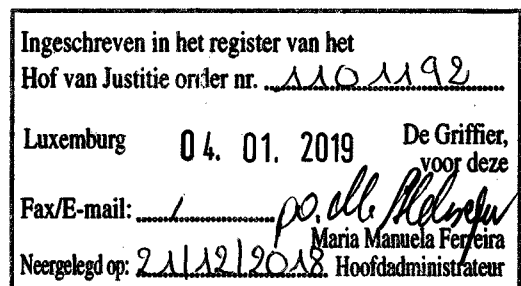 Ingeschreven in het register van het
Hof van Justitie onder nr. 1101192
Luxemburg 04. 01. 2019 De Griffier,
voor deze
Fax/E-mail: / p.o.
Maria Manuela Ferreira
Neergelegd op: 21/12/2018 Hoofdadministrateur